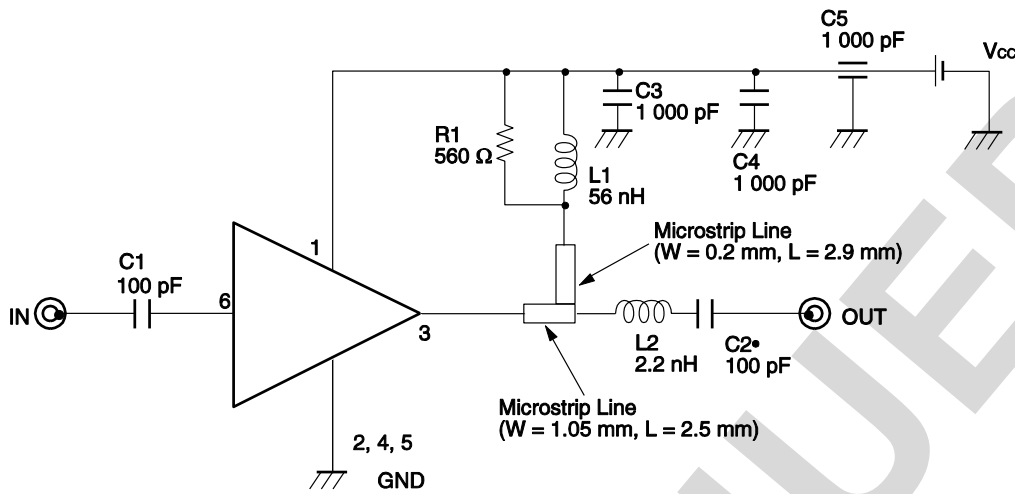 C5
1 000 pF
VCC
C3
1 000 pF
R1
560 Ω
L1
56 nH
C4
1 000 pF
Microstrip Line
(W = 0.2 mm, L = 2.9 mm)
C1
100 pF
1
6
3
IN
OUT
L2
2.2 nH
C2•
100 pF
Microstrip Line
(W = 1.05 mm, L = 2.5 mm)
2, 4, 5
GND